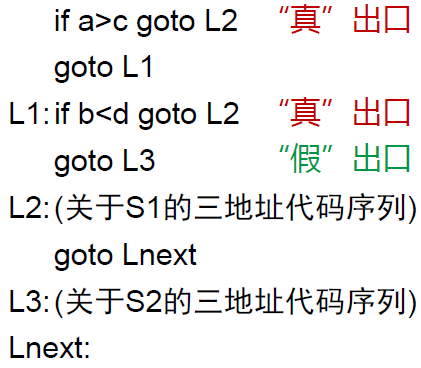 if a>c goto L2 “真”出口
goto L1
L1:if b<d goto L2 “真”出口
goto L3 “假”出口
L2:(关于S1的三地址代码序列)
goto Lnext
L3:(关于S2的三地址代码序列)
Lnext: